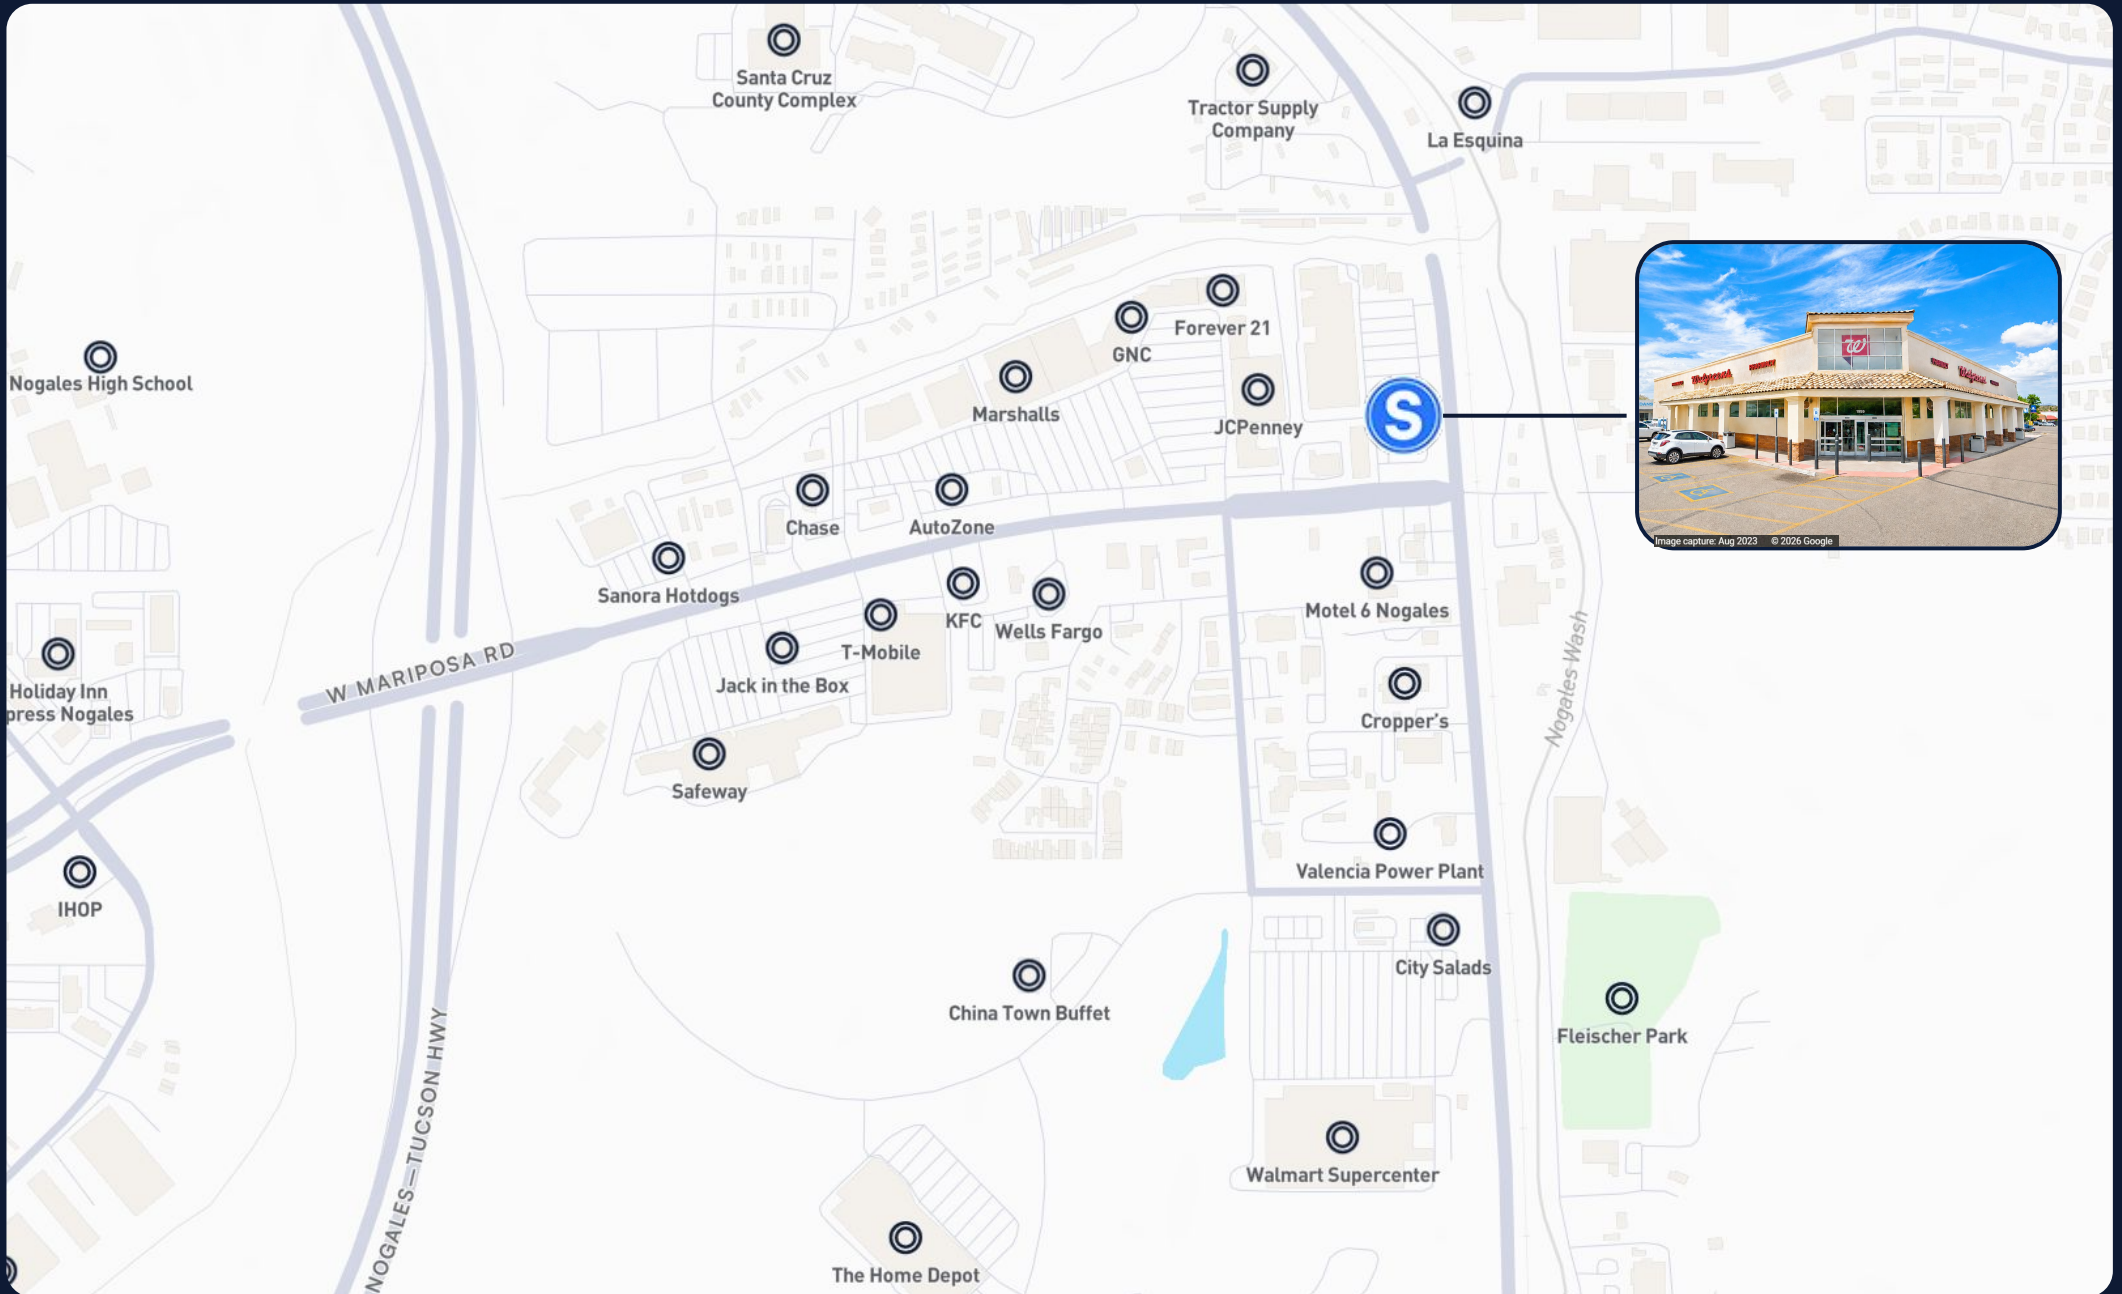 Santa Cruz
County Complex
Tractor Supply
Company
La Esquina
Forever 21
GNC
Nogales High School
Marshalls
JCPenney
S
Walgreens
Walgreens
Image capture: Aug 2023 © 2026 Google
Chase
AutoZone
Sanora Hotdogs
KFC
Wells Fargo
Motel 6 Nogales
T-Mobile
Jack in the Box
W MARIPOSA RD
Holiday Inn
press Nogales
Cropper's
Nogales Wash
Safeway
Valencia Power Plant
IHOP
City Salads
China Town Buffet
Fleischer Park
NOGALES—TUCSON HWY
Walmart Supercenter
The Home Depot